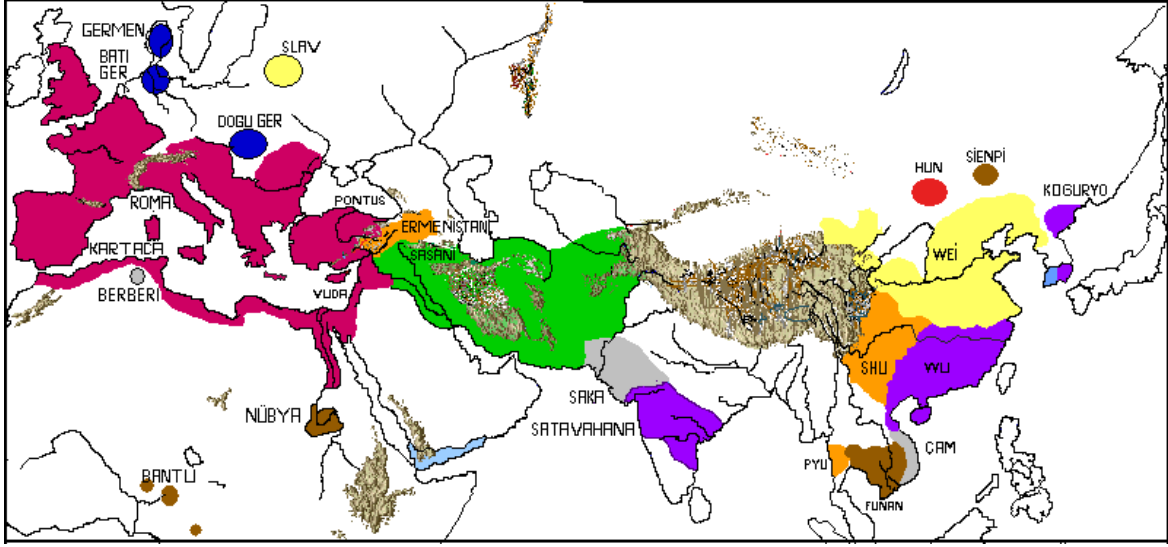 GERMEN
BATI
GER
SLAV
DOGU GER
HUN
SİENPİ
KOGURYO
ROMA
PONTUS
ERMENİSTAN
SASANİ
WEİ
KARTACA
BERBERİ
YUDA
SHU
WU
SAKA
SATAVAHANA
NÜBYA
ÇAM
PYU
FUNAN
BANTU